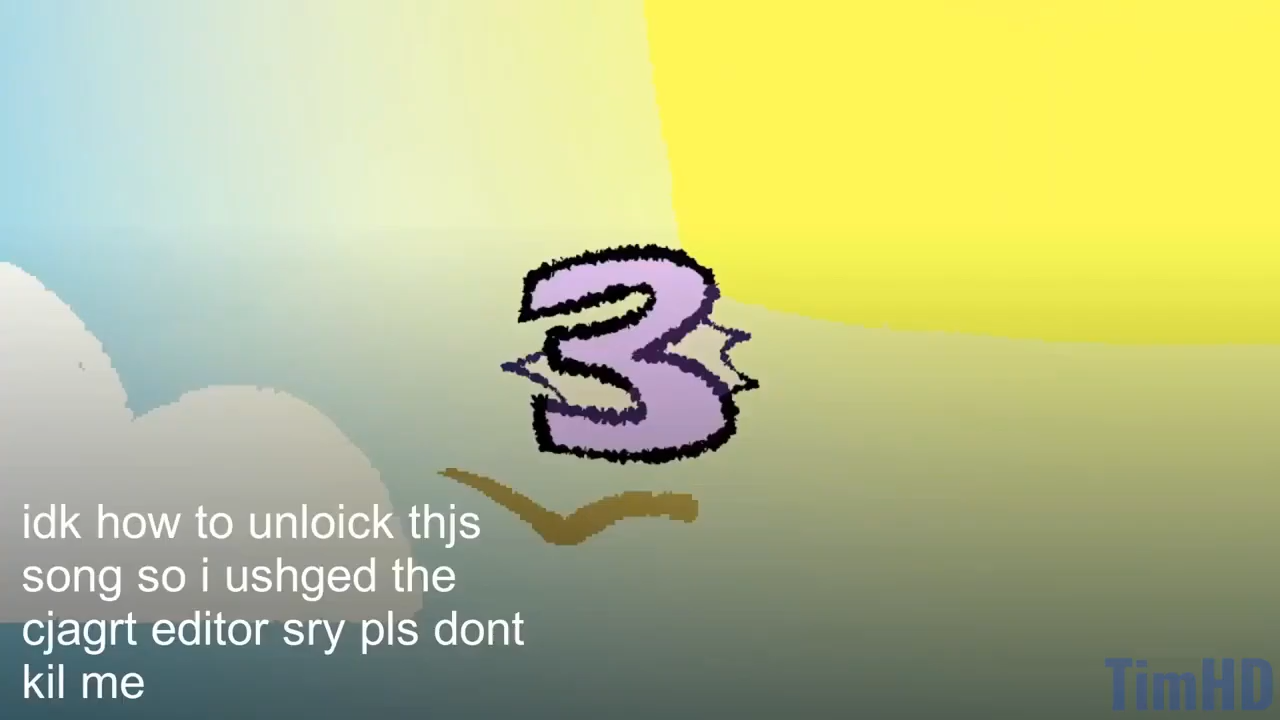 3
idk how to unloick thjs
song so i ushged the
cjagrt editor sry pls dont
kil me
TimHD